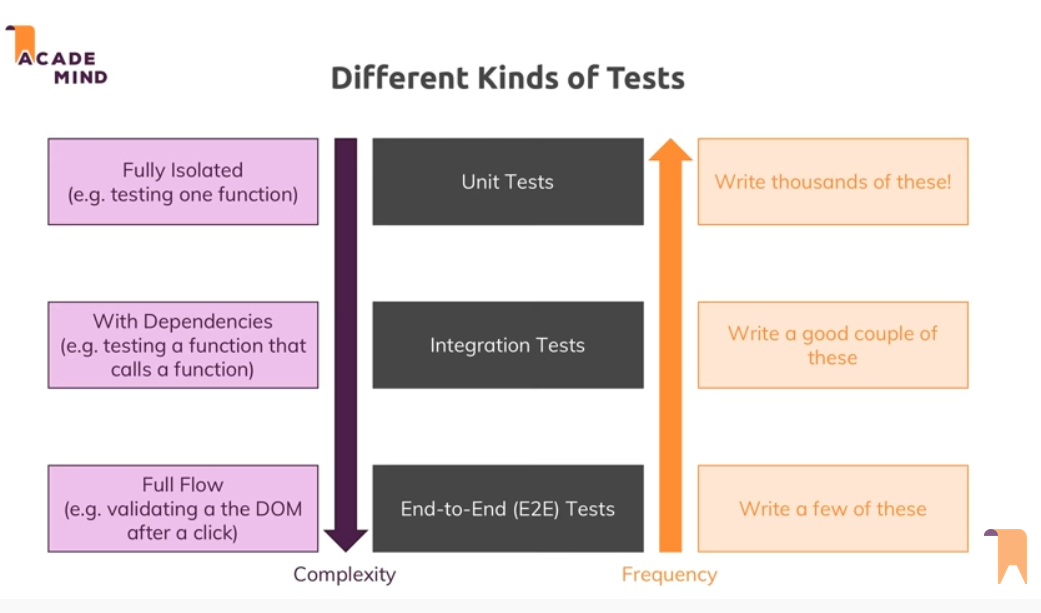 ACADE
MIND
Different Kinds of Tests
Fully Isolated
(e.g. testing one function)
Unit Tests
Write thousands of these!
With Dependencies
(e.g. testing a function that
calls a function)
Integration Tests
Write a good couple of
these
Full Flow
(e.g. validating a the DOM
after a click)
End-to-End (E2E) Tests
Write a few of these
Complexity
Frequency